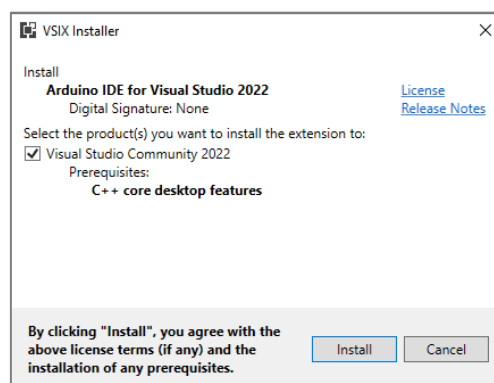 VSIX Installer
Install
Arduino IDE for Visual Studio 2022
License
Digital Signature: None
Release Notes
Select the product(s) you want to install the extension to:
Visual Studio Community 2022
Prerequisites:
C++ core desktop features
By clicking "Install", you agree with the
above license terms (if any) and the
installation of any prerequisites.
Install
Cancel